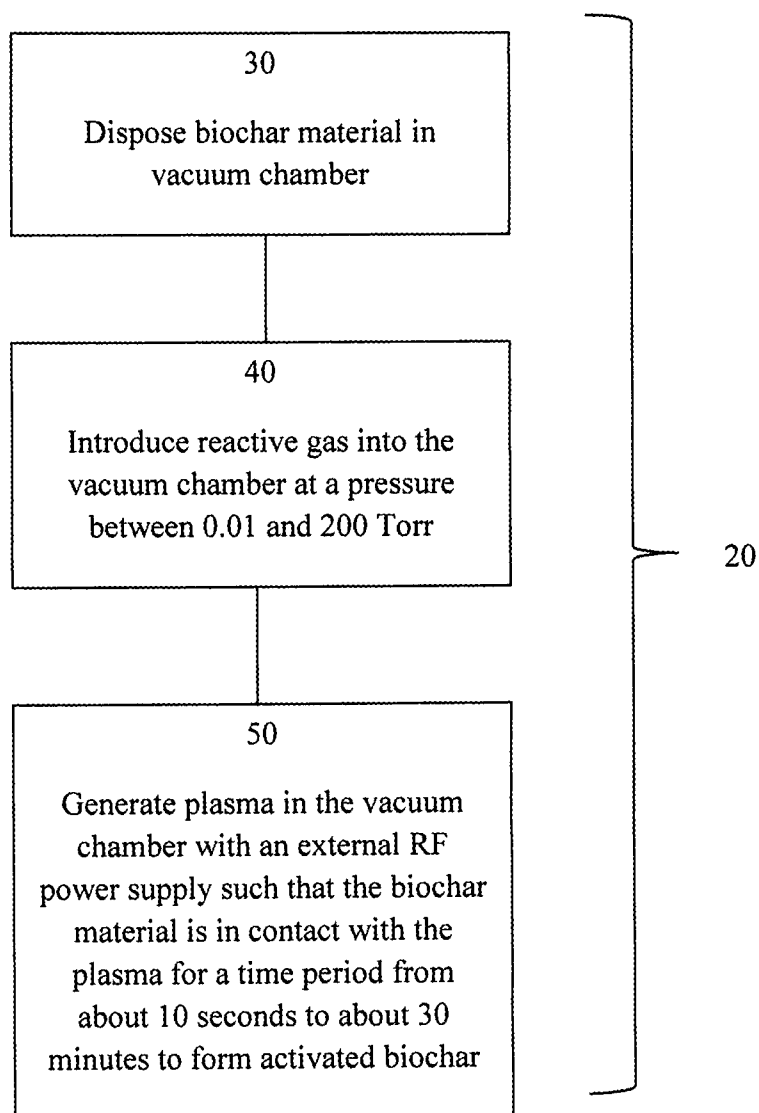 30
Dispose biochar material in
vacuum chamber
40
Introduce reactive gas into the
vacuum chamber at a pressure
between 0.01 and 200 Torr
20
50
Generate plasma in the vacuum
chamber with an external RF
power supply such that the biochar
material is in contact with the
plasma for a time period from
about 10 seconds to about 30
minutes to form activated biochar